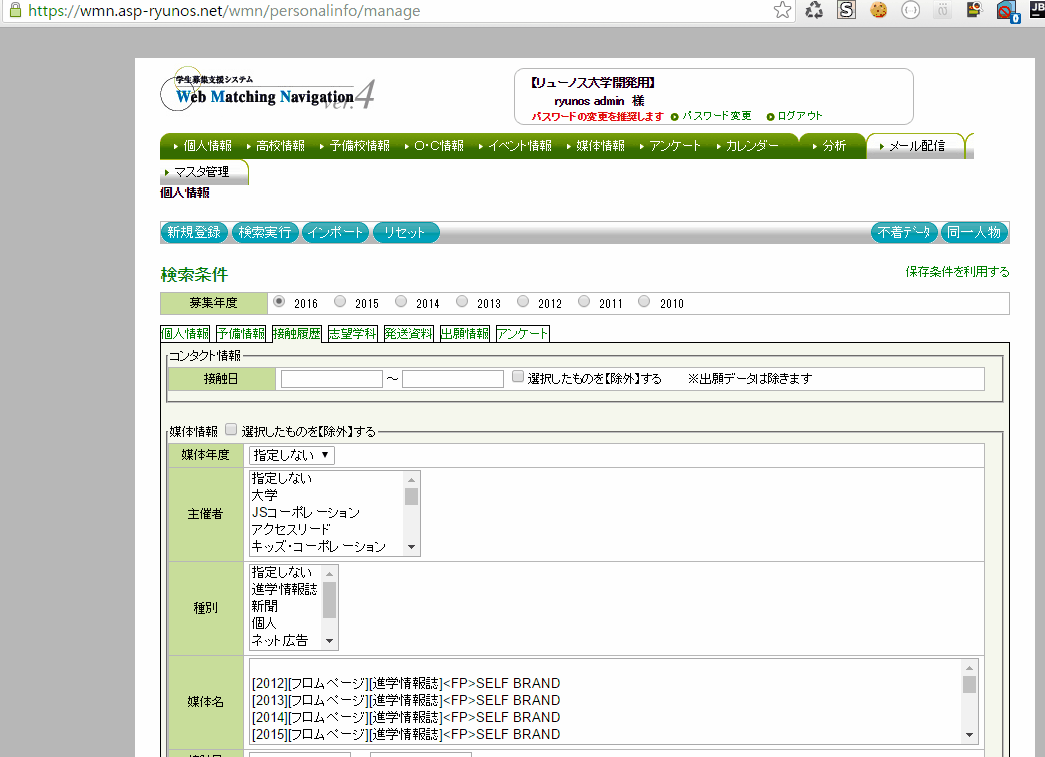 https://wmn.asp-ryunos.net/wmn/personalinfo/manage
学生募集支援システム
Web Matching Navigation ver.4
【リューノス大学開発用】
ryunos admin 様
パスワードの変更を推奨します パスワード変更 ログアウト
個人情報 高校情報 予備校情報 O・C情報 イベント情報 媒体情報 アンケート カレンダー 分析 メール配信
マスタ管理
個人情報
新規登録 検索実行 インポート リセット 不着データ 同一人物
検索条件 保存条件を利用する
募集年度 2016 2015 2014 2013 2012 2011 2010
個人情報 予備情報 接触履歴 志望学科 発送資料 出願情報 アンケート
コンタクト情報
接触日 ～ 選択したものを【除外】する ※出願データは除きます
媒体情報 選択したものを【除外】する
媒体年度 指定しない
主催者
指定しない
大学
JSコーポレーション
アクセスリード
キッズ・コーポレーション
種別
指定しない
進学情報誌
新聞
個人
ネット広告
媒体名
[2012][フロムページ][進学情報誌]<FP>SELF BRAND
[2013][フロムページ][進学情報誌]<FP>SELF BRAND
[2014][フロムページ][進学情報誌]<FP>SELF BRAND
[2015][フロムページ][進学情報誌]<FP>SELF BRAND